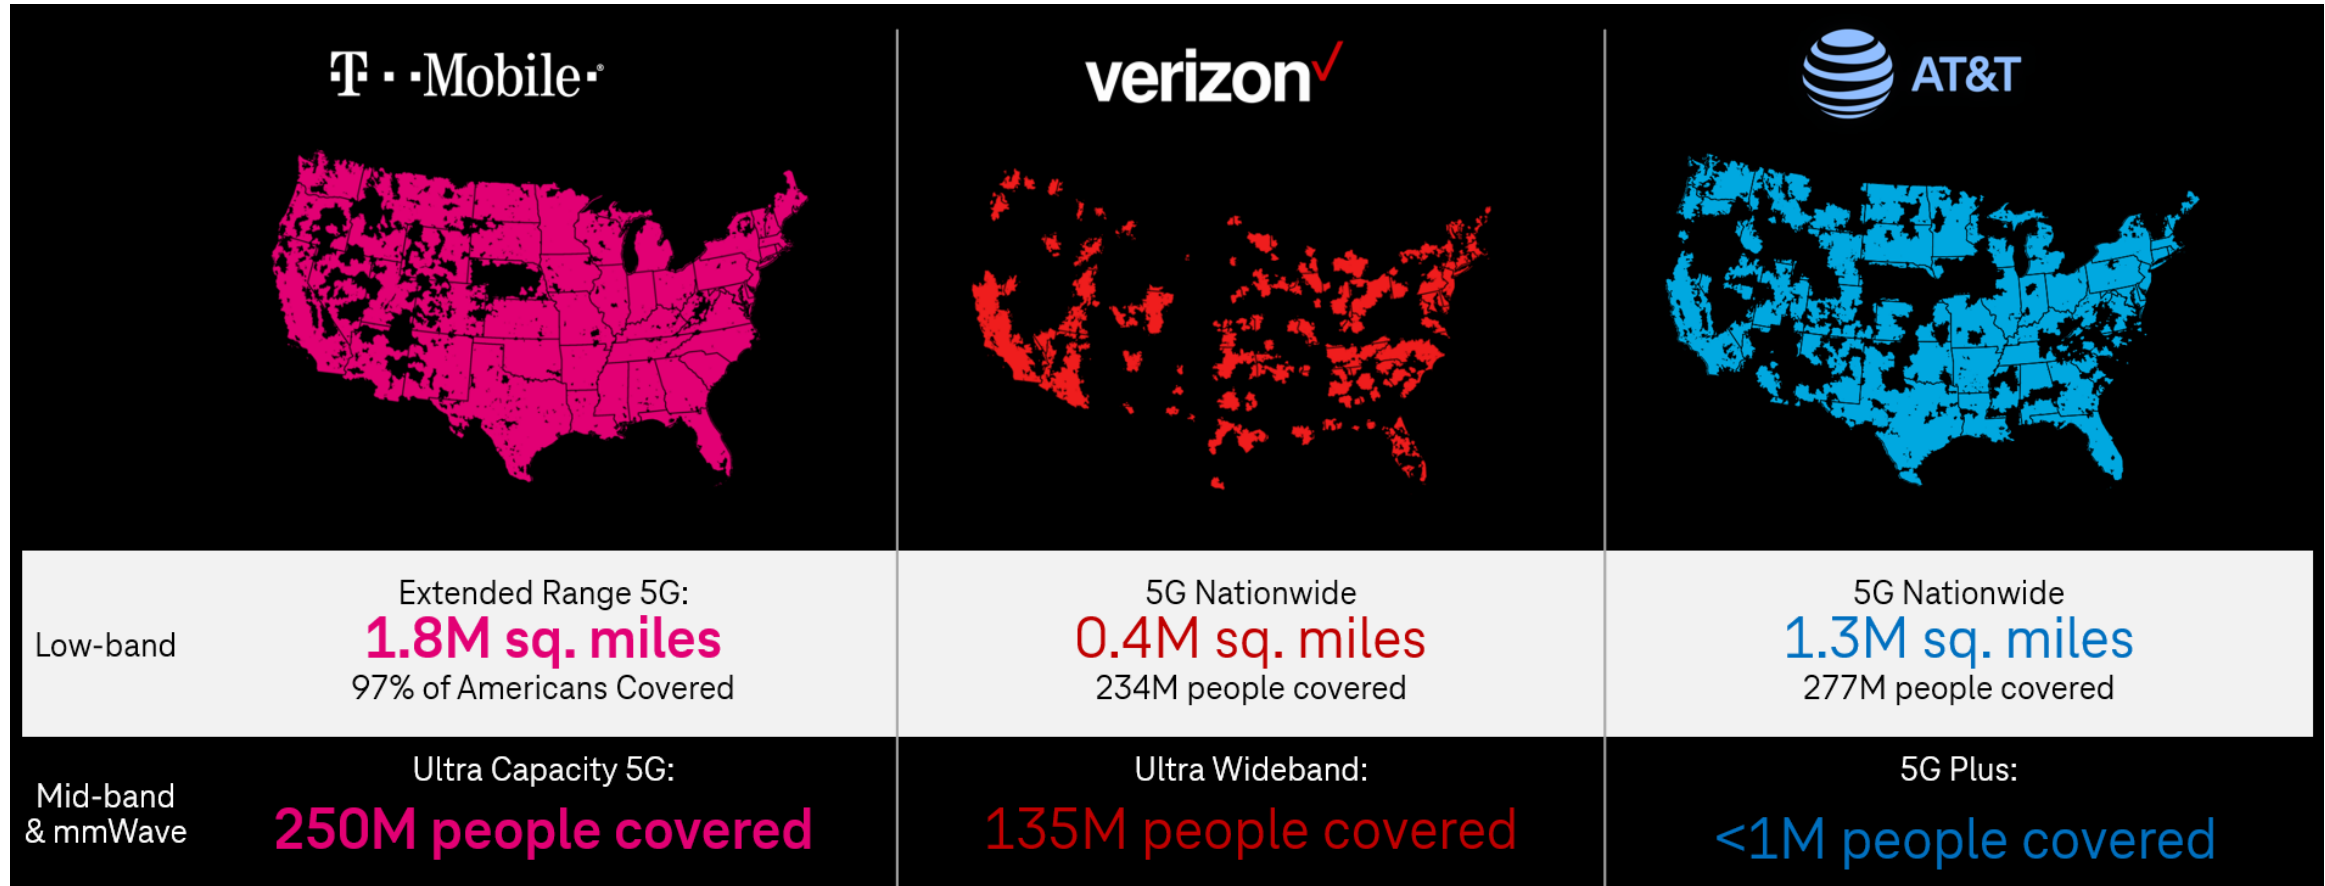 T··Mobile·®
verizon✓
AT&T
Low-band
Extended Range 5G:
1.8M sq. miles
97% of Americans Covered
5G Nationwide
0.4M sq. miles
234M people covered
5G Nationwide
1.3M sq. miles
277M people covered
Mid-band
& mmWave
Ultra Capacity 5G:
250M people covered
Ultra Wideband:
135M people covered
5G Plus:
<1M people covered